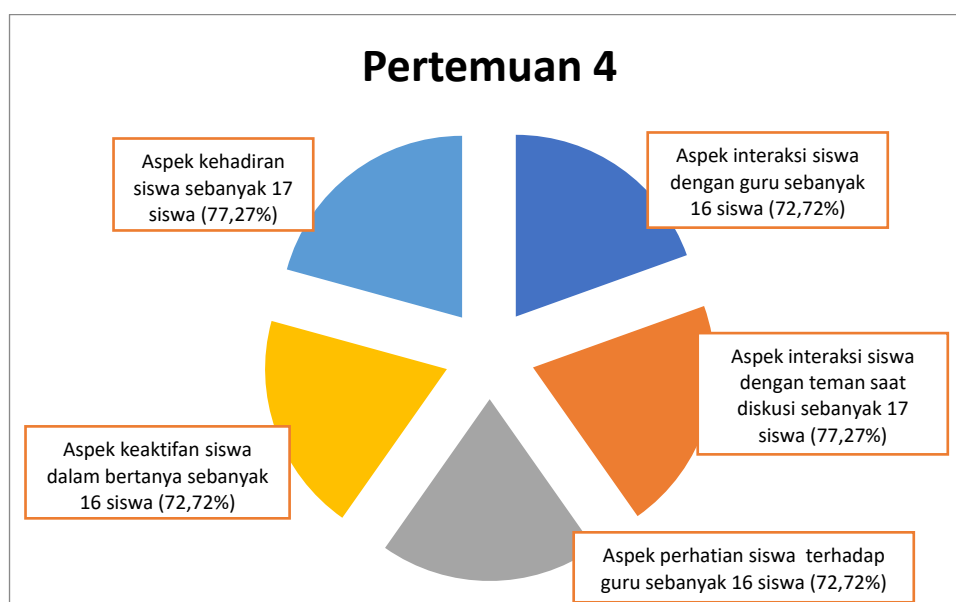 Pertemuan 4
Aspek kehadiran
siswa sebanyak 17
siswa (77,27%)
Aspek interaksi siswa
dengan guru sebanyak
16 siswa (72,72%)
Aspek interaksi siswa
dengan teman saat
diskusi sebanyak 17
siswa (77,27%)
Aspek keaktifan siswa
dalam bertanya sebanyak
16 siswa (72,72%)
Aspek perhatian siswa  terhadap
guru sebanyak 16 siswa (72,72%)